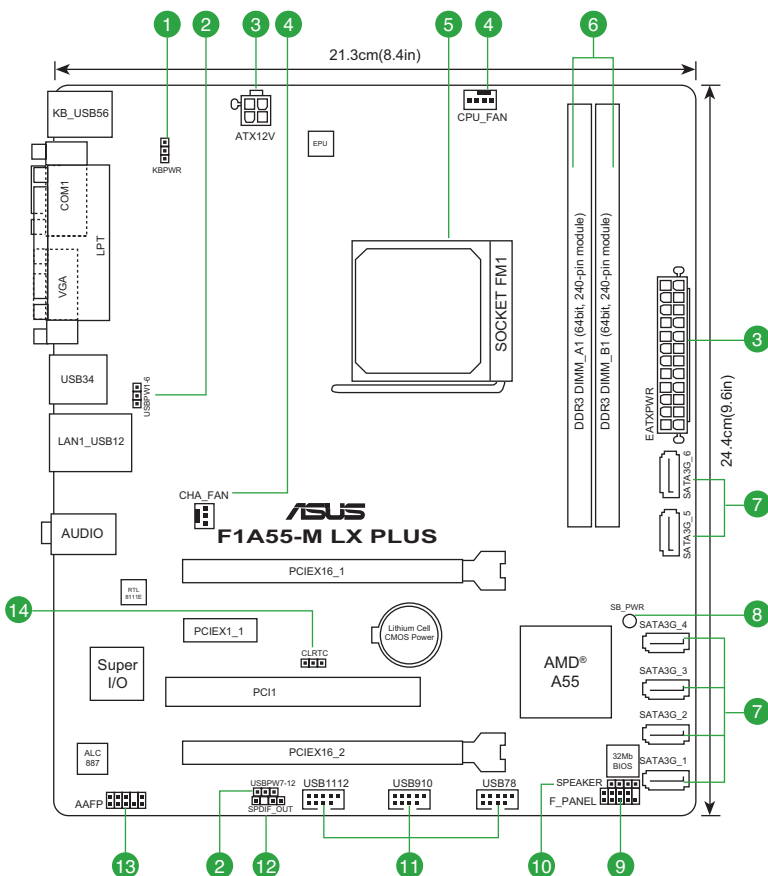 1 2 3 4 5 4 6
21.3cm(8.4in)
KB_USB56
ATX12V
CPU_FAN
EPU
KBPWR
COM1
LPT
VGA
SOCKET FM1
DDR3 DIMM_A1 (64bit, 240-pin module)
DDR3 DIMM_B1 (64bit, 240-pin module)
3
EATXPWR
24.4cm(9.6in)
USB34
USBPW1-6
LAN1_USB12
SATA3G_6
7
SATA3G_5
CHA_FAN
AUDIO
ASUS
F1A55-M LX PLUS
PCIEX16_1
RTL
8111E
14
SB_PWR
8
PCIEX1_1
Lithium Cell
CMOS Power
SATA3G_4
CLRTC
Super
I/O
AMD®
A55
SATA3G_3
PCI1
7
SATA3G_2
ALC
887
PCIEX16_2
32Mb
BIOS
SATA3G_1
USBPW7-12
USB1112
USB910
USB78
SPEAKER
AAFP
SPDIF_OUT
F_PANEL
13 2 12 11 10 9